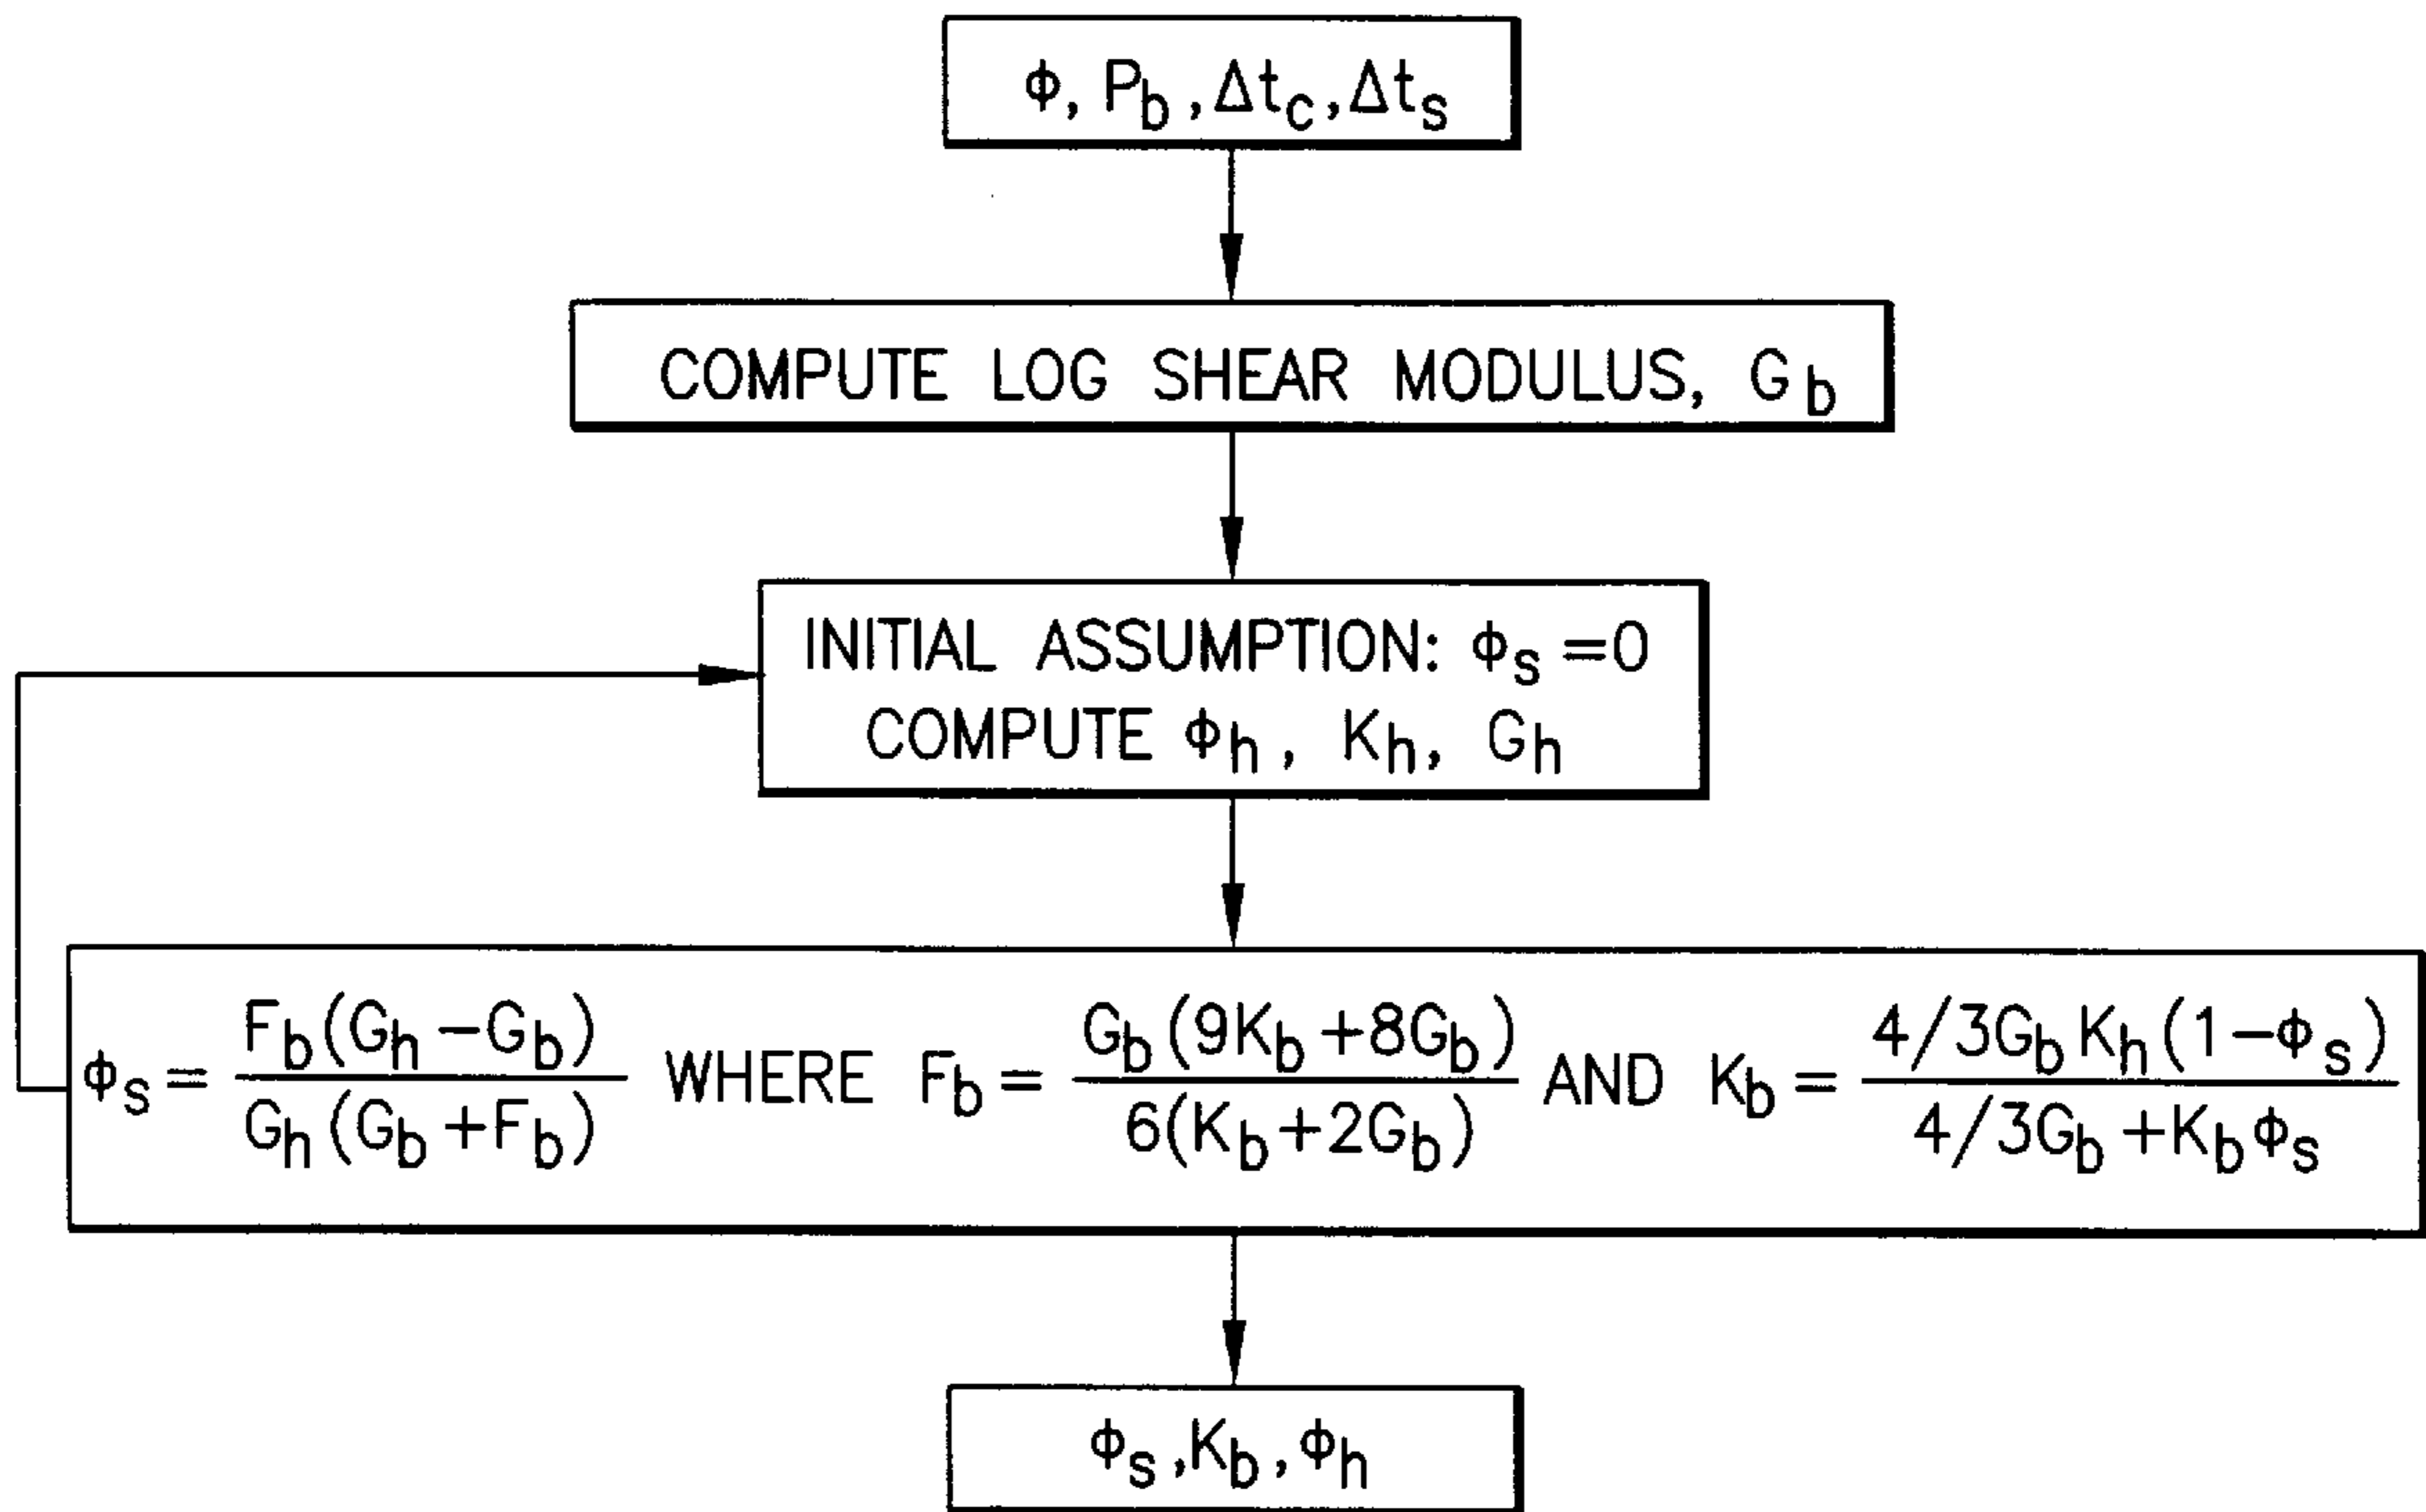 ϕ, P_b, Δt_c, Δt_s
COMPUTE LOG SHEAR MODULUS, G_b
INITIAL ASSUMPTION: ϕ_s=0
COMPUTE ϕ_h, K_h, G_h
ϕ_s = F_b(G_h−G_b) / G_h(G_b+F_b) WHERE F_b = G_b(9K_b+8G_b) / 6(K_b+2G_b) AND K_b = 4/3G_b K_h(1−ϕ_s) / 4/3G_b+K_bϕ_s
ϕ_s, K_b, ϕ_h